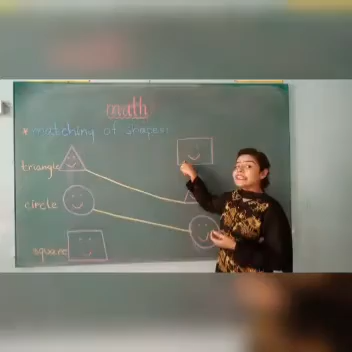 math
* matching of shapes:
triangle
circle
square